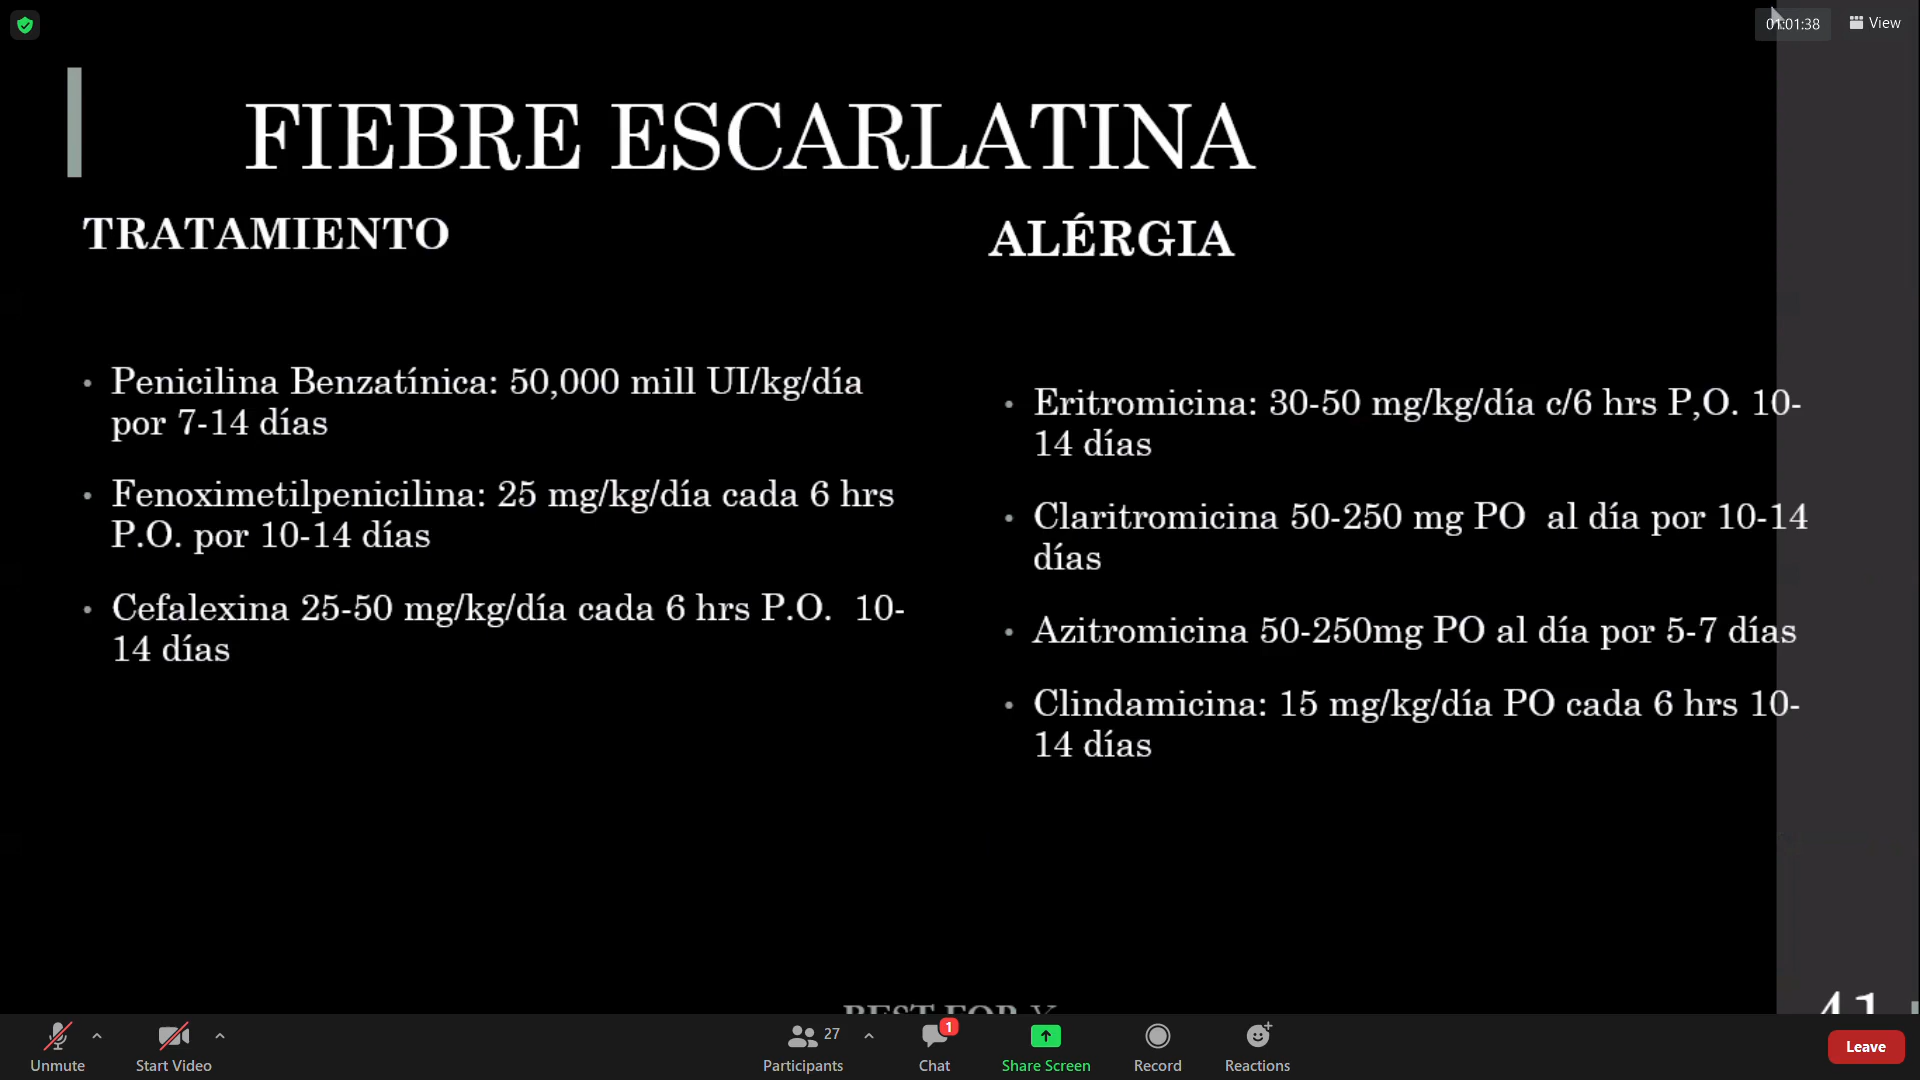 01:01:38
View
FIEBRE ESCARLATINA
TRATAMIENTO
• Penicilina Benzatínica: 50,000 mill UI/kg/día
por 7-14 días
• Fenoximetilpenicilina: 25 mg/kg/día cada 6 hrs
P.O. por 10-14 días
• Cefalexina 25-50 mg/kg/día cada 6 hrs P.O. 10-
14 días
ALÉRGIA
• Eritromicina: 30-50 mg/kg/día c/6 hrs P,O. 10-
14 días
• Claritromicina 50-250 mg PO al día por 10-14
días
• Azitromicina 50-250mg PO al día por 5-7 días
• Clindamicina: 15 mg/kg/día PO cada 6 hrs 10-
14 días
BEST FOR Y
41
Unmute
Start Video
27
Participants
1
Chat
Share Screen
Record
Reactions
Leave